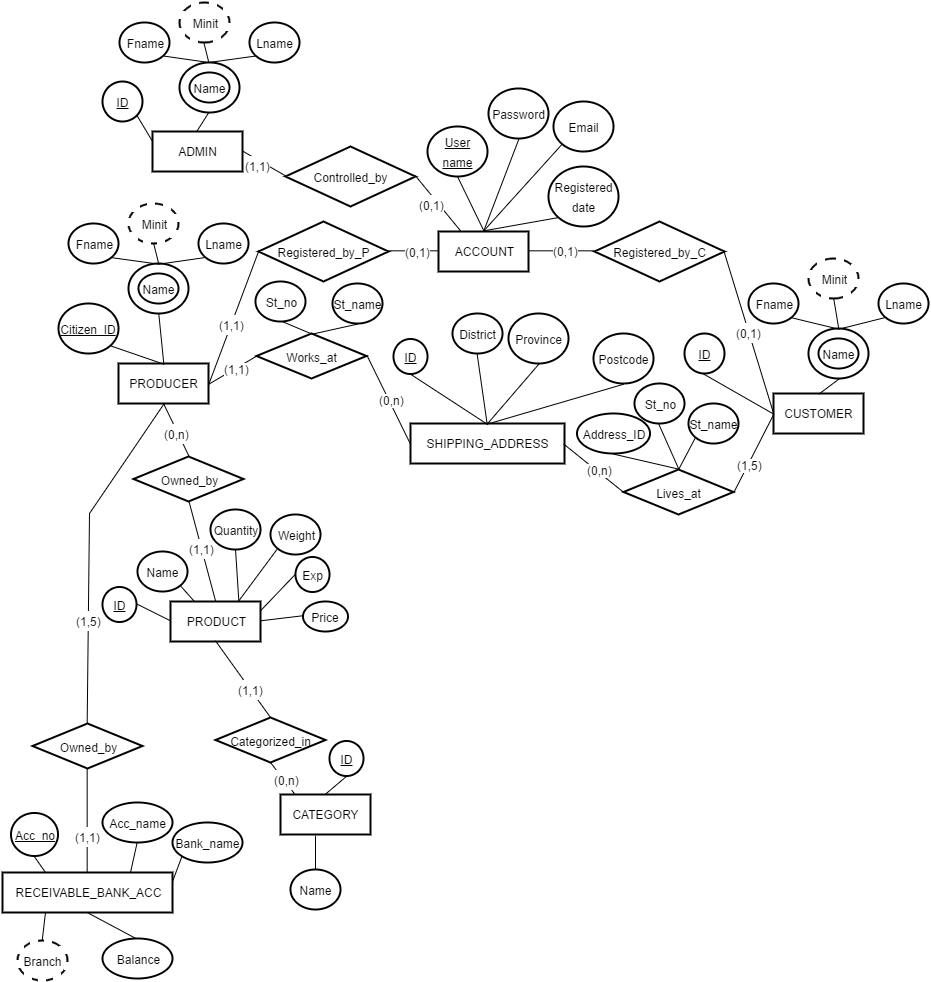 Minit
Fname
Lname
Name
ID
ADMIN
(1,1)
Controlled_by
(0,1)
Password
Email
User
name
Registered
date
ACCOUNT
Minit
Fname
Lname
Name
Citizen_ID
PRODUCER
Registered_by_P
(0,1)
(1,1)
(0,1)
Registered_by_C
(0,1)
St_no
St_name
Works_at
(1,1)
(0,n)
ID
District
Province
Postcode
SHIPPING_ADDRESS
Minit
Fname
Lname
Name
ID
CUSTOMER
St_no
Address_ID
St_name
(0,n)
Lives_at
(1,5)
(0,n)
Owned_by
(1,1)
Quantity
Weight
Name
Exp
ID
Price
PRODUCT
(1,5)
(1,1)
Owned_by
Categorized_in
(0,n)
ID
CATEGORY
Name
(1,1)
Acc_no
Acc_name
Bank_name
RECEIVABLE_BANK_ACC
Branch
Balance